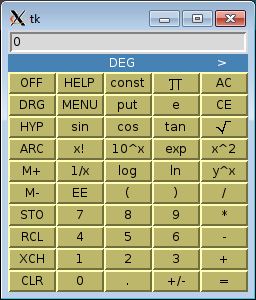 tk
0
DEG >
OFF HELP const ∏ AC
DRG MENU put e CE
HYP sin cos tan √
ARC x! 10^x exp x^2
M+ 1/x log ln y^x
M- EE ( ) /
STO 7 8 9 *
RCL 4 5 6 -
XCH 1 2 3 +
CLR 0 . +/- =